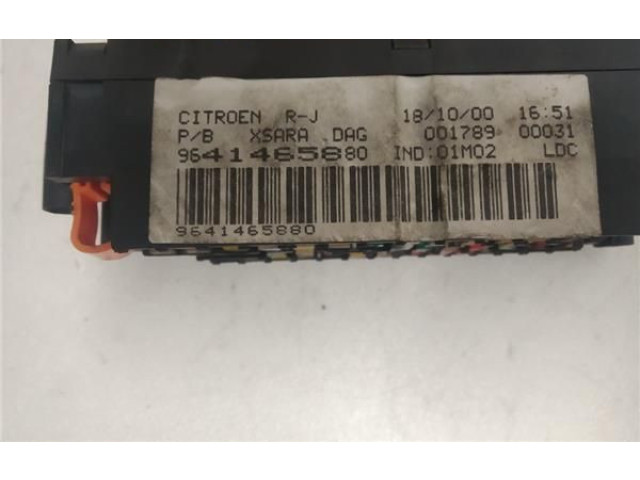 CITROEN R-J 18/10/00 16:51
P/B XSARA DAG 001789 00031
9641465880 IND:01M02 LDC
9641465880